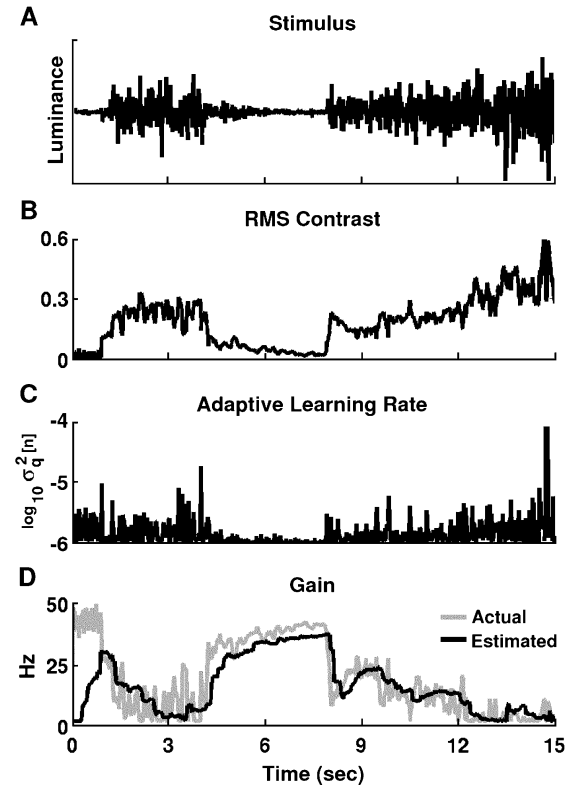 A
Stimulus
Luminance
B
RMS Contrast
0.6
0.3
0
C
Adaptive Learning Rate
log10 σq2 [n]
-4
-5
-6
D
Gain
Hz
50
25
0
Actual
Estimated
0 3 6 9 12 15
Time (sec)